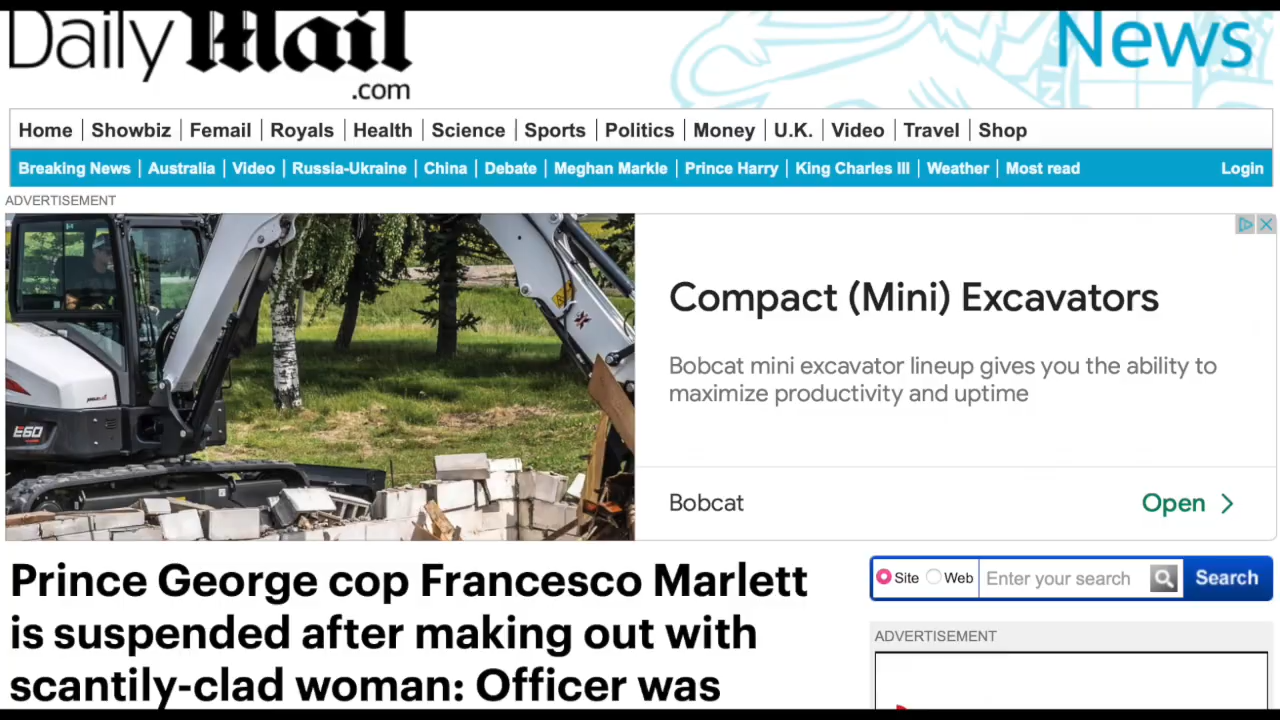 Daily Mail
.com
News
Home Showbiz Femail Royals Health Science Sports Politics Money U.K. Video Travel Shop
Breaking News Australia Video Russia-Ukraine China Debate Meghan Markle Prince Harry King Charles III Weather Most read Login
ADVERTISEMENT
E60
Compact (Mini) Excavators
Bobcat mini excavator lineup gives you the ability to
maximize productivity and uptime
Bobcat Open
Prince George cop Francesco Marlett
is suspended after making out with
scantily-clad woman: Officer was
Site Web Enter your search Search
ADVERTISEMENT